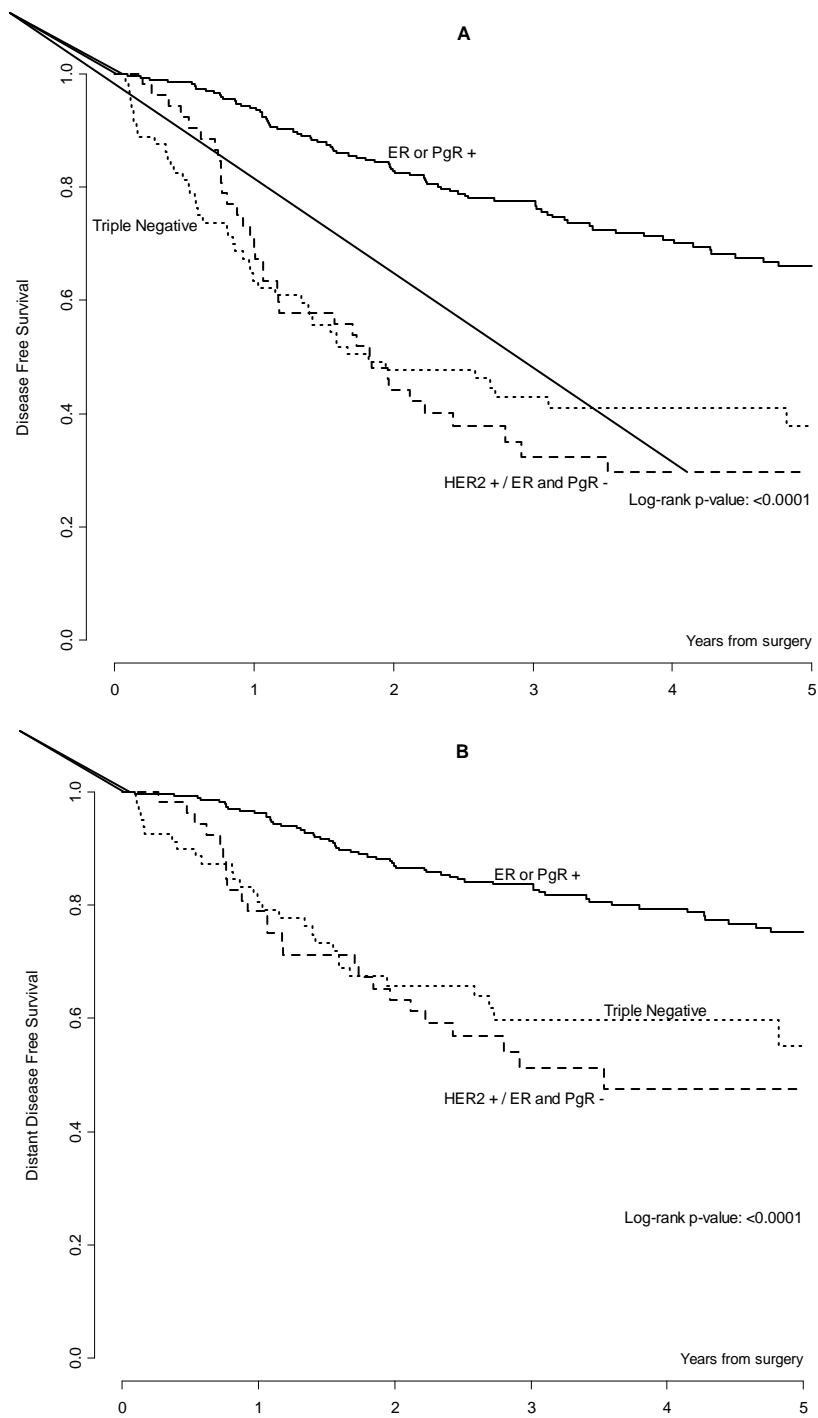 A
Disease Free Survival
1.0
0.8
0.6
0.4
0.2
0.0
ER or PgR +
Triple Negative
HER2 + / ER and PgR -
Log-rank p-value: <0.0001
Years from surgery
0 1 2 3 4 5
B
Distant Disease Free Survival
1.0
0.8
0.6
0.4
0.2
0.0
ER or PgR +
Triple Negative
HER2 + / ER and PgR -
Log-rank p-value: <0.0001
Years from surgery
0 1 2 3 4 5